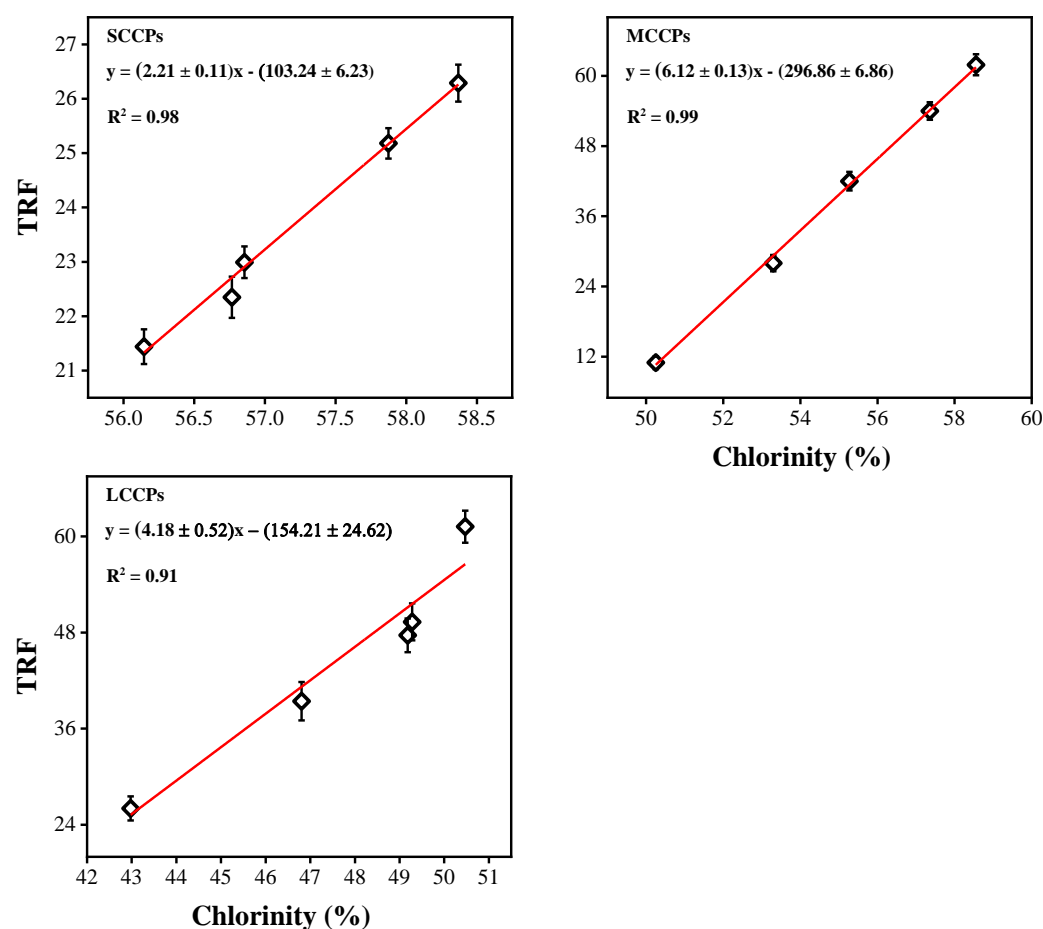 SCCPs
y = (2.21 ± 0.11)x - (103.24 ± 6.23)
R² = 0.98
27
26
25
24
23
22
21
TRF
56.0 56.5 57.0 57.5 58.0 58.5
MCCPs
y = (6.12 ± 0.13)x - (296.86 ± 6.86)
R² = 0.99
60
48
36
24
12
50 52 54 56 58 60
Chlorinity (%)
LCCPs
y = (4.18 ± 0.52)x – (154.21 ± 24.62)
R² = 0.91
60
48
36
24
TRF
42 43 44 45 46 47 48 49 50 51
Chlorinity (%)